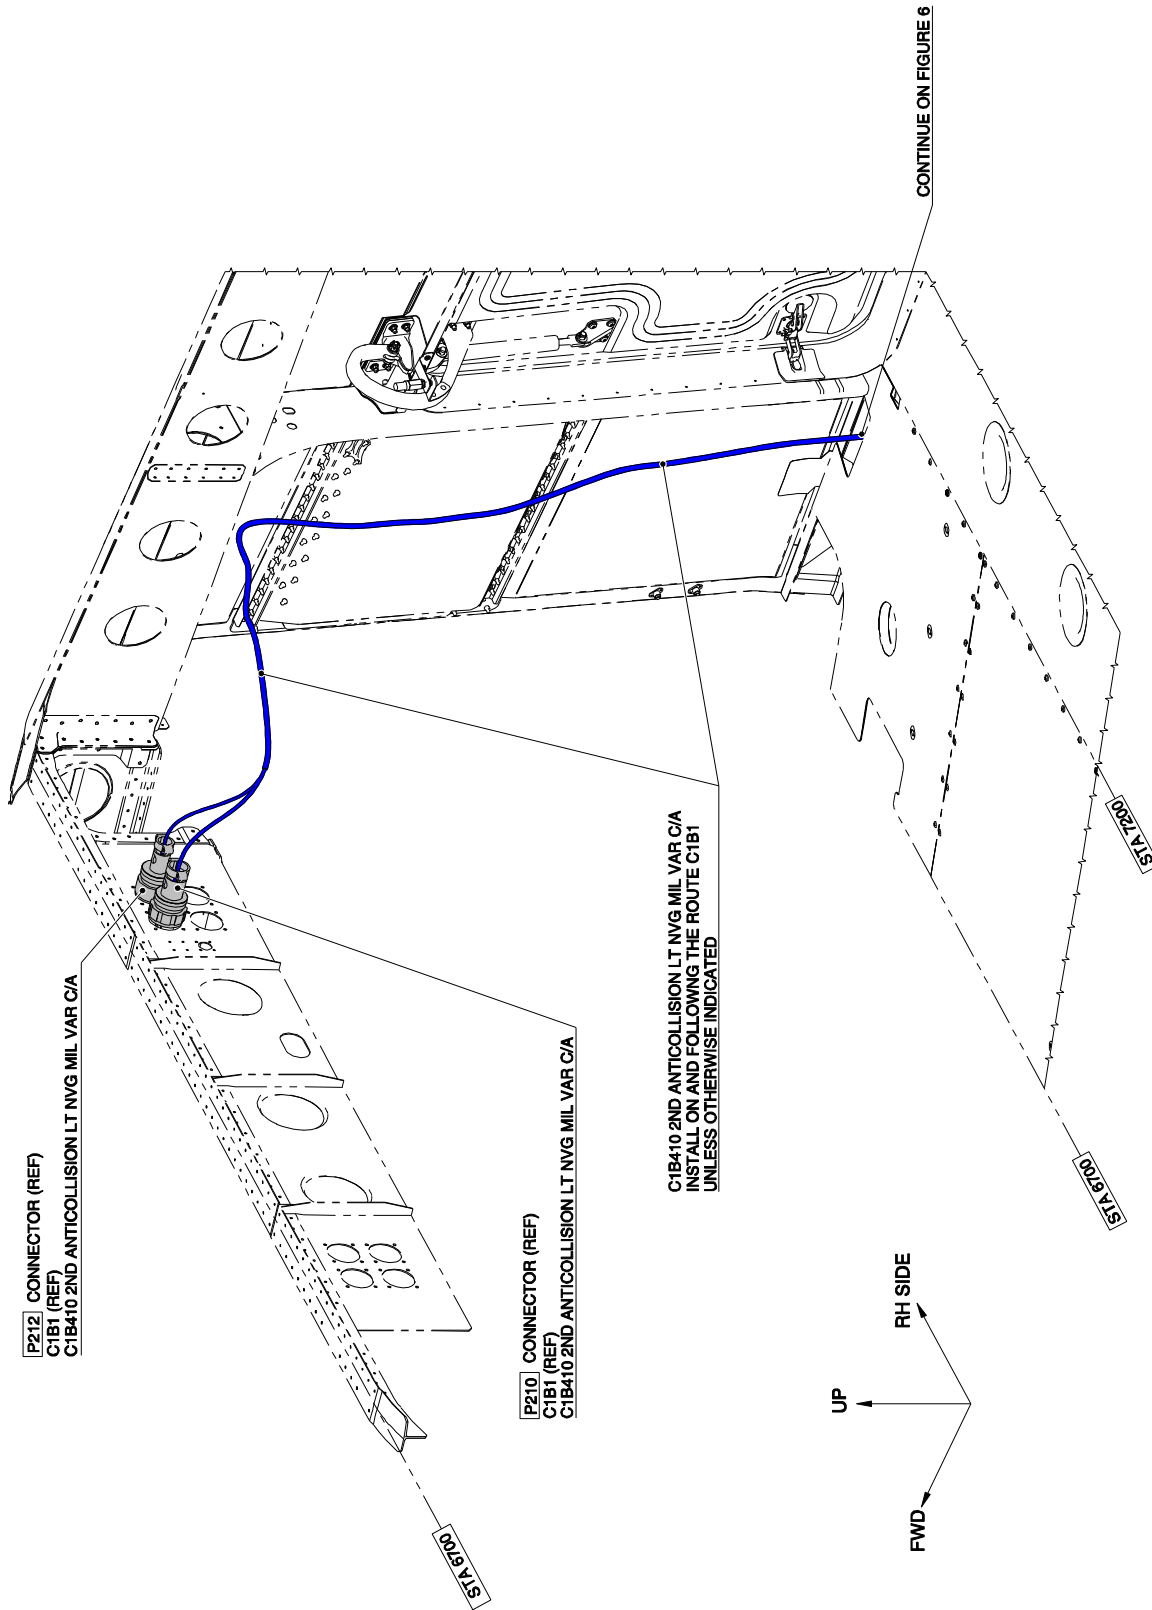 P212 CONNECTOR (REF)
C1B1 (REF)
C1B410 2ND ANTICOLLISION LT NVG MIL VAR C/A
P210 CONNECTOR (REF)
C1B1 (REF)
C1B410 2ND ANTICOLLISION LT NVG MIL VAR C/A
C1B410 2ND ANTICOLLISION LT NVG MIL VAR C/A
INSTALL ON AND FOLLOWNG THE ROUTE C1B1
UNLESS OTHERWISE INDICATED
CONTINUE ON FIGURE 6
STA 6700
STA 6700
STA 7200
UP
RH SIDE
FWD